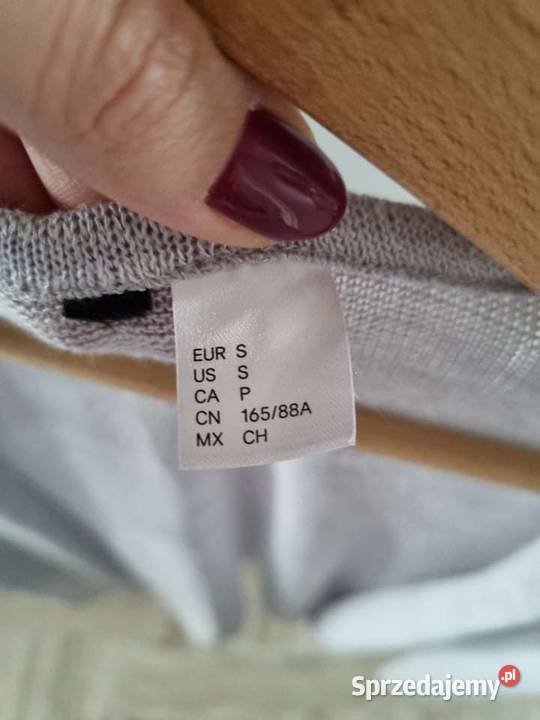 EUR S
US S
CA P
CN 165/88A
MX CH
Sprzedajemy.pl